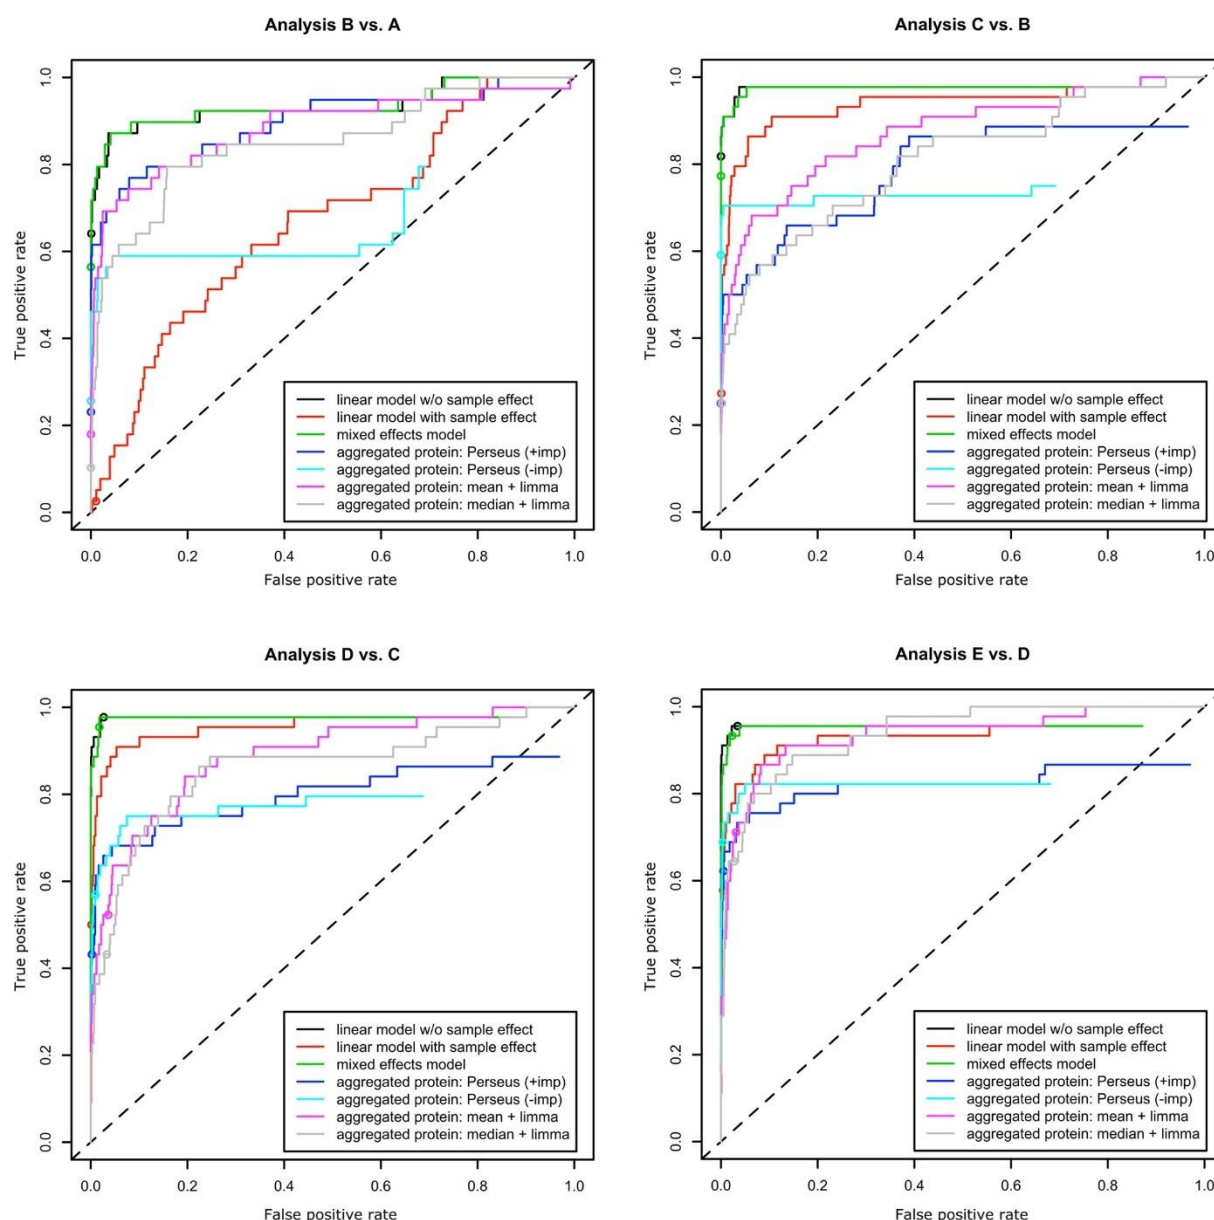 Analysis B vs. A
True positive rate
1.0
0.8
0.6
0.4
0.2
0.0
linear model w/o sample effect
linear model with sample effect
mixed effects model
aggregated protein: Perseus (+imp)
aggregated protein: Perseus (-imp)
aggregated protein: mean + limma
aggregated protein: median + limma
0.0 0.2 0.4 0.6 0.8 1.0
False positive rate
Analysis C vs. B
True positive rate
1.0
0.8
0.6
0.4
0.2
0.0
linear model w/o sample effect
linear model with sample effect
mixed effects model
aggregated protein: Perseus (+imp)
aggregated protein: Perseus (-imp)
aggregated protein: mean + limma
aggregated protein: median + limma
0.0 0.2 0.4 0.6 0.8 1.0
False positive rate
Analysis D vs. C
True positive rate
1.0
0.8
0.6
0.4
0.2
0.0
linear model w/o sample effect
linear model with sample effect
mixed effects model
aggregated protein: Perseus (+imp)
aggregated protein: Perseus (-imp)
aggregated protein: mean + limma
aggregated protein: median + limma
0.0 0.2 0.4 0.6 0.8 1.0
False positive rate
Analysis E vs. D
True positive rate
1.0
0.8
0.6
0.4
0.2
0.0
linear model w/o sample effect
linear model with sample effect
mixed effects model
aggregated protein: Perseus (+imp)
aggregated protein: Perseus (-imp)
aggregated protein: mean + limma
aggregated protein: median + limma
0.0 0.2 0.4 0.6 0.8 1.0
False positive rate